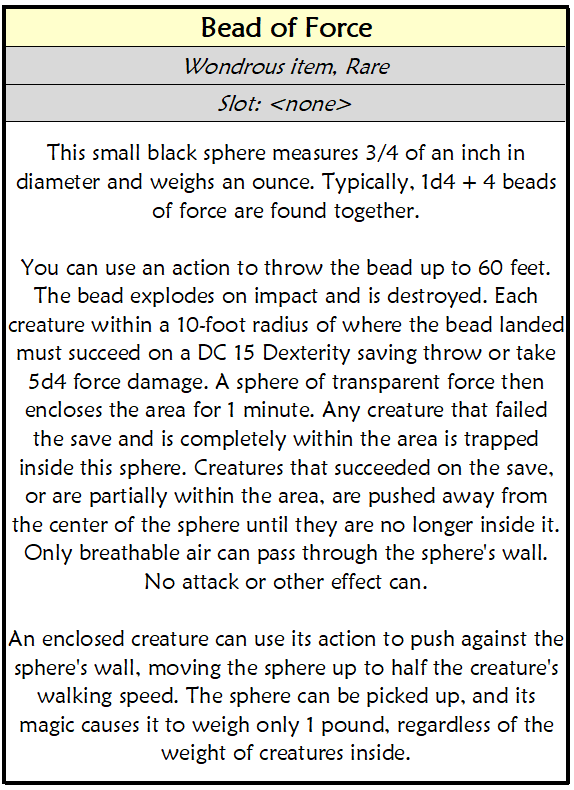 Bead of Force
Wondrous item, Rare
Slot: <none>
This small black sphere measures 3/4 of an inch in
diameter and weighs an ounce. Typically, 1d4 + 4 beads
of force are found together.
You can use an action to throw the bead up to 60 feet.
The bead explodes on impact and is destroyed. Each
creature within a 10-foot radius of where the bead landed
must succeed on a DC 15 Dexterity saving throw or take
5d4 force damage. A sphere of transparent force then
encloses the area for 1 minute. Any creature that failed
the save and is completely within the area is trapped
inside this sphere. Creatures that succeeded on the save,
or are partially within the area, are pushed away from
the center of the sphere until they are no longer inside it.
Only breathable air can pass through the sphere's wall.
No attack or other effect can.
An enclosed creature can use its action to push against the
sphere's wall, moving the sphere up to half the creature's
walking speed. The sphere can be picked up, and its
magic causes it to weigh only 1 pound, regardless of the
weight of creatures inside.